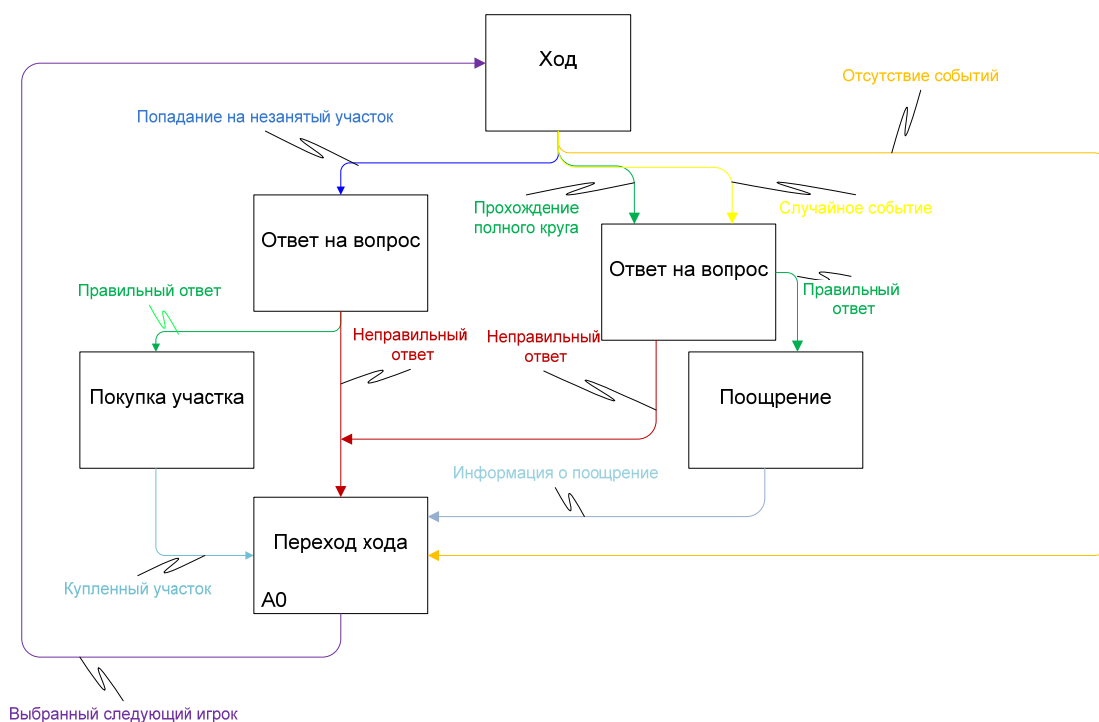 Ход
Отсутствие событий
Попадание на незанятый участок
Прохождение
полного круга
Случайное событие
Ответ на вопрос
Ответ на вопрос
Правильный ответ
Правильный
ответ
Неправильный
ответ
Неправильный
ответ
Покупка участка
Поощрение
Информация о поощрение
Переход хода
A0
Купленный участок
Выбранный следующий игрок